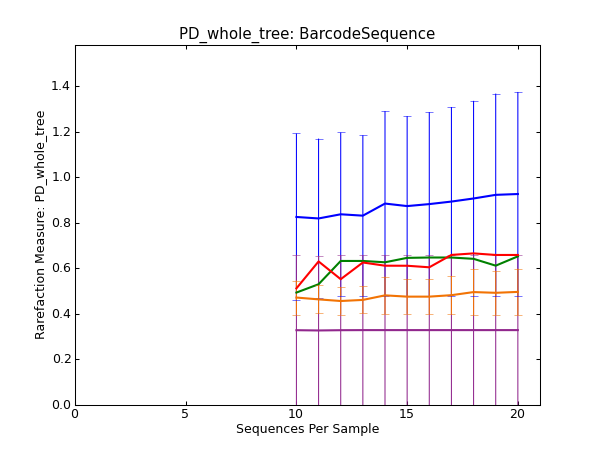 PD_whole_tree: BarcodeSequence
Rarefaction Measure: PD_whole_tree
1.4
1.2
1.0
0.8
0.6
0.4
0.2
0.0
0 5 10 15 20
Sequences Per Sample